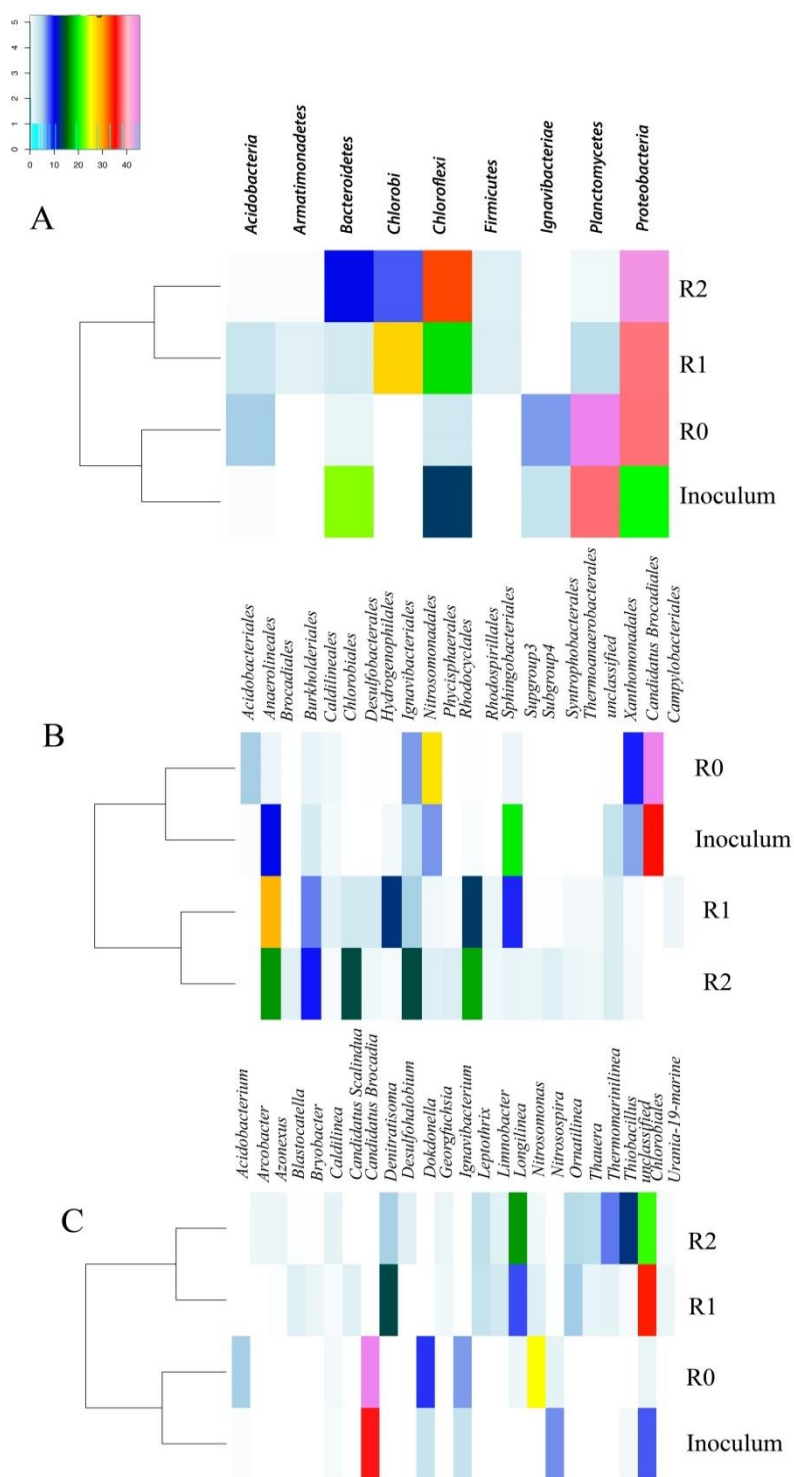 5
4
3
2
1
0
0 10 20 30 40
A
Acidobacteria Armatimonadetes Bacteroidetes Chlorobi Chloroflexi Firmicutes Ignavibacteriae Planctomycetes Proteobacteria
R2
R1
R0
Inoculum
B
Acidobacteriales Anaerolineales Brocadiales Burkholderiales Caldilineales Chlorobiales Desulfobacterales Hydrogenophilales Ignavibacteriales Nitrosomonadales Phycisphaerales Rhodocyclales Rhodospirillales Sphingobacteriales Supgroup3 Subgroup4 Syntrophobacterales Thermoanaerobacterales unclassified Xanthomonadales Candidatus Brocadiales Campylobacteriales
R0
Inoculum
R1
R2
C
Acidobacterium Arcobacter Azonexus Blastocatella Bryobacter Caldilinea Candidatus Scalindua Candidatus Brocadia Denitratisoma Desulfohalobium Dokdonella Georgfuchsia Ignavibacterium Leptothrix Limnobacter Longilinea Nitrosomonas Nitrosospira Ornatilinea Thauera Thermomarinilinea Thiobacillus unclassified Chlorobiales Urania-19-marine
R2
R1
R0
Inoculum